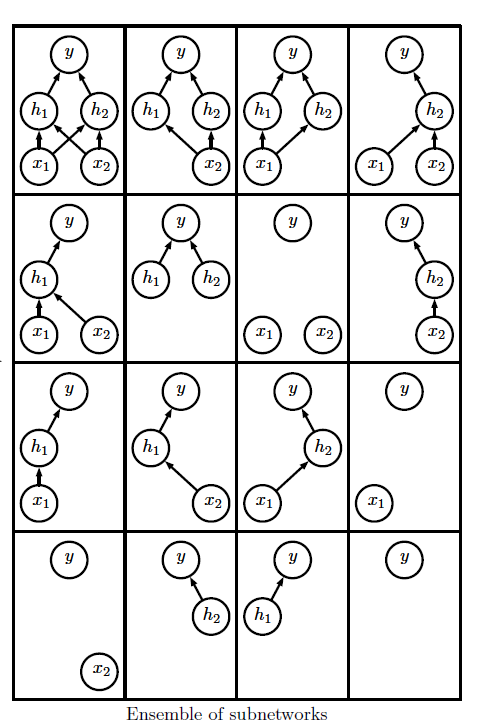 y y y y
h₁ h₂ h₁ h₂ h₁ h₂ h₂
x₁ x₂ x₂ x₁ x₁ x₂
y y y y
h₁ h₁ h₂ h₂
x₁ x₂ x₁ x₂ x₂
y y y y
h₁ h₁ h₂
x₁ x₂ x₁ x₁
y y y y
h₂ h₁
x₂
Ensemble of subnetworks